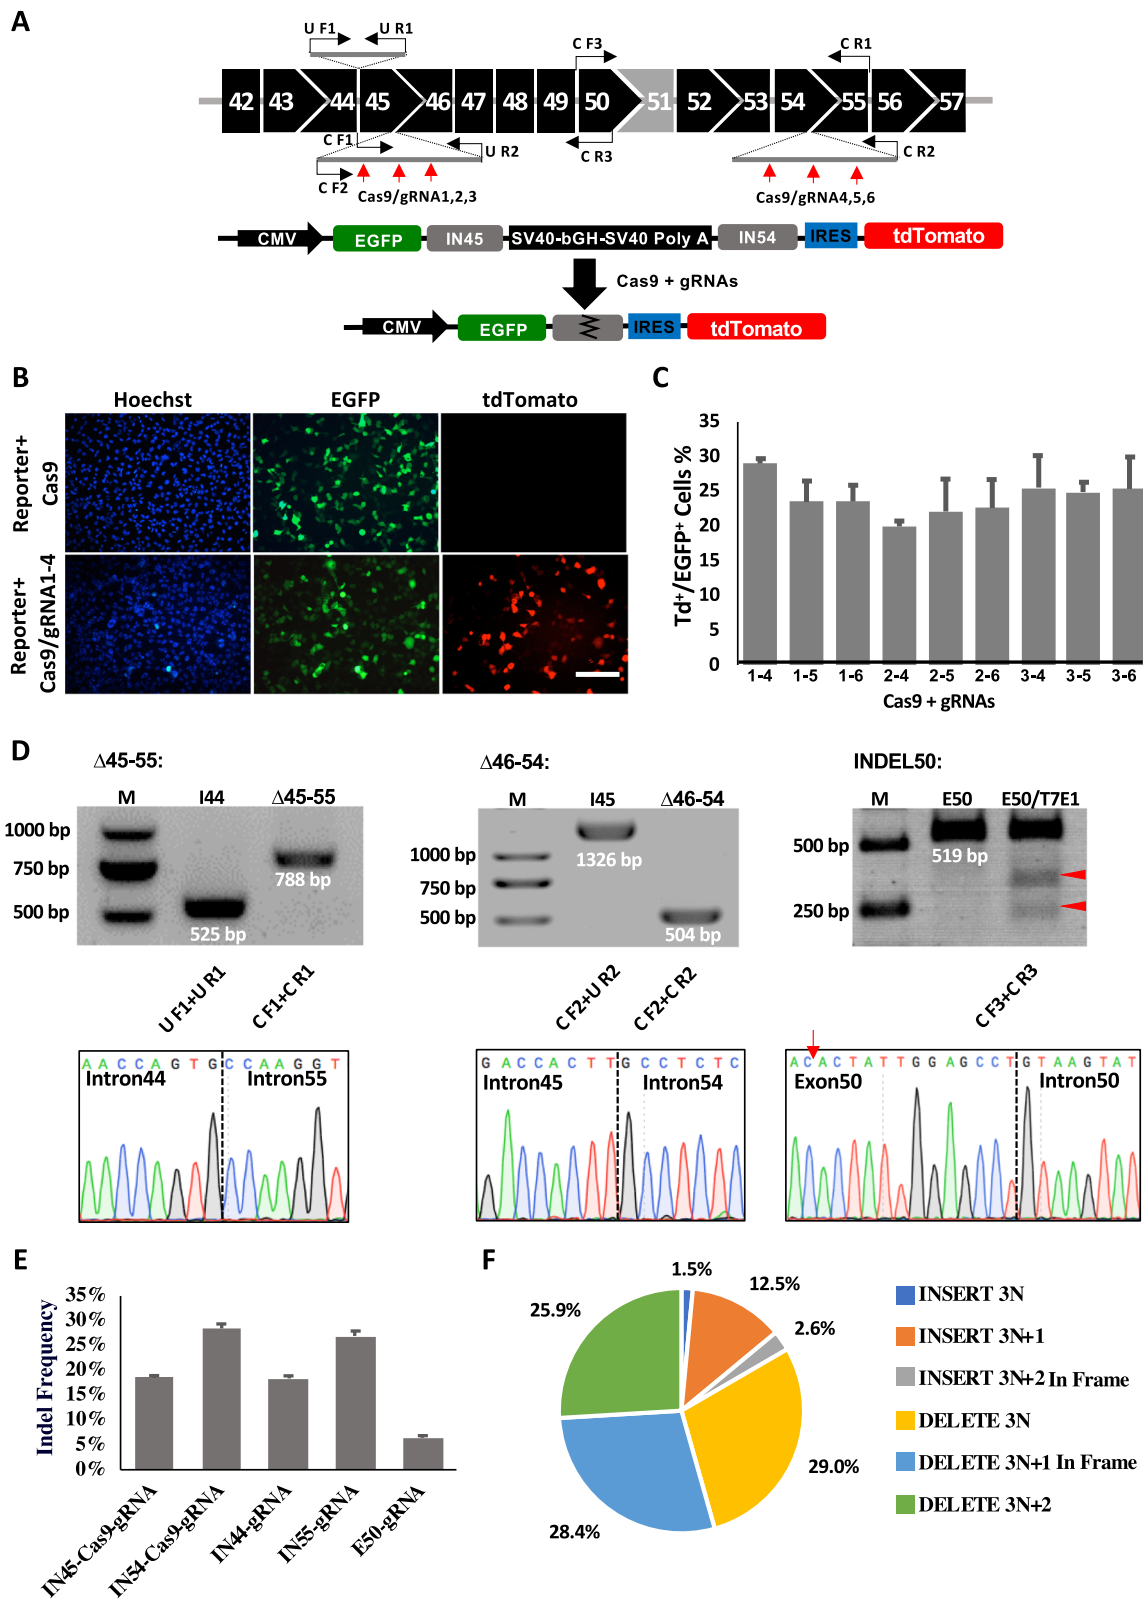 A
U F1 U R1
C F3
C R1
42 43 44 45 46 47 48 49 50 51 52 53 54 55 56 57
C F1
U R2
C R3
C R2
C F2
Cas9/gRNA1,2,3
Cas9/gRNA4,5,6
CMV EGFP IN45 SV40-bGH-SV40 Poly A IN54 IRES tdTomato
Cas9 + gRNAs
CMV EGFP IRES tdTomato
B
Hoechst EGFP tdTomato
Reporter+
Cas9
Reporter+
Cas9/gRNA1-4
C
Td+/EGFP+ Cells %
35
30
25
20
15
10
5
0
1-4 1-5 1-6 2-4 2-5 2-6 3-4 3-5 3-6
Cas9 + gRNAs
D
Δ45-55:
M I44 Δ45-55
1000 bp
750 bp
500 bp
788 bp
525 bp
U F1+U R1
C F1+C R1
Δ46-54:
M I45 Δ46-54
1000 bp
750 bp
500 bp
1326 bp
504 bp
C F2+U R2
C F2+C R2
INDEL50:
M E50 E50/T7E1
500 bp
250 bp
519 bp
C F3+C R3
A A C C A G T G C C A A G G T
Intron44 Intron55
G A C C A C T T G C C T C T C
Intron45 Intron54
A C A C T A T T G G A G C C T G T A A G T A T
Exon50 Intron50
E
Indel Frequency
35%
30%
25%
20%
15%
10%
5%
0%
IN45-Cas9-gRNA
IN54-Cas9-gRNA
IN44-gRNA
IN55-gRNA
E50-gRNA
F
1.5%
12.5%
2.6%
29.0%
28.4%
25.9%
INSERT 3N
INSERT 3N+1
INSERT 3N+2 In Frame
DELETE 3N
DELETE 3N+1 In Frame
DELETE 3N+2